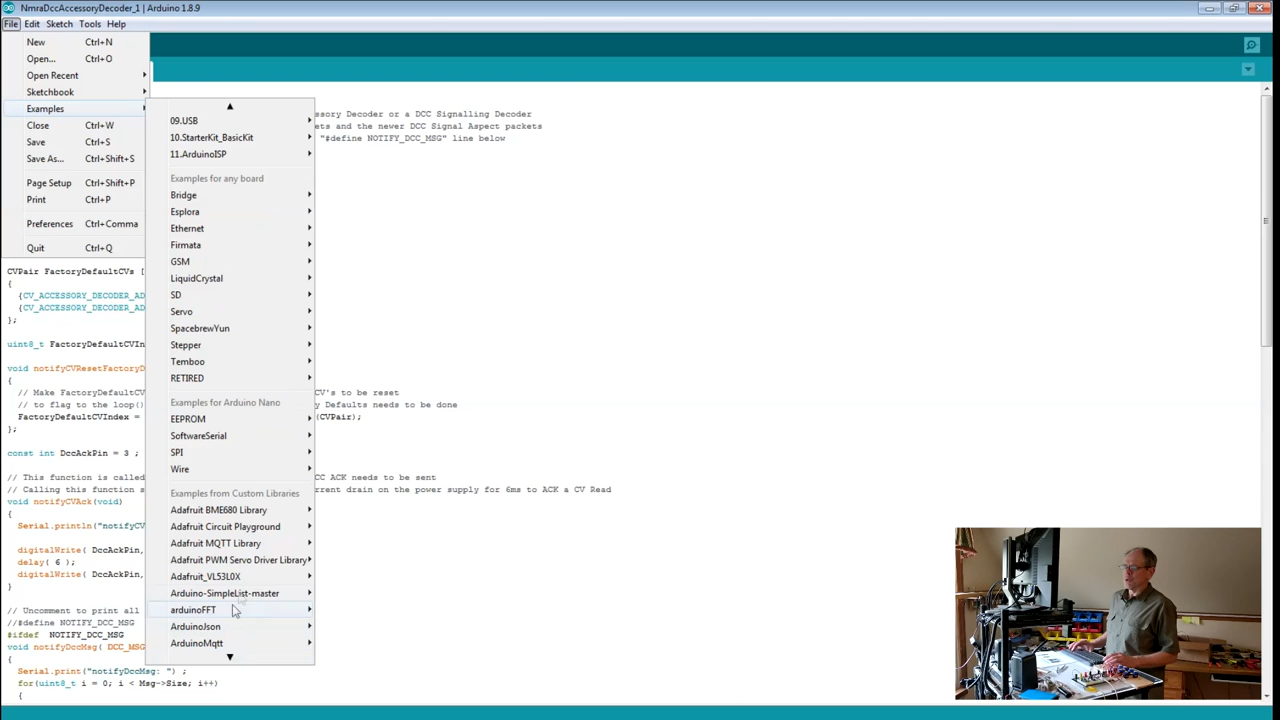 NmraDccAccessoryDecoder_1 | Arduino 1.8.9
File Edit Sketch Tools Help
New Ctrl+N
Open... Ctrl+O
Open Recent
Sketchbook
Examples
Close Ctrl+W
Save Ctrl+S
Save As... Ctrl+Shift+S
Page Setup Ctrl+Shift+P
Print Ctrl+P
Preferences Ctrl+Comma
Quit Ctrl+Q
09.USB
10.StarterKit_BasicKit
11.ArduinoISP
Examples for any board
Bridge
Esplora
Ethernet
Firmata
GSM
LiquidCrystal
SD
Servo
SpacebrewYun
Stepper
Temboo
RETIRED
Examples for Arduino Nano
EEPROM
SoftwareSerial
SPI
Wire
Examples from Custom Libraries
Adafruit BME680 Library
Adafruit Circuit Playground
Adafruit MQTT Library
Adafruit PWM Servo Driver Library
Adafruit_VL53L0X
Arduino-SimpleList-master
arduinoFFT
ArduinoJson
ArduinoMqtt
ssory Decoder or a DCC Signalling Decoder
ets and the newer DCC Signal Aspect packets
"#define NOTIFY_DCC_MSG" line below
CVPair FactoryDefaultCVs [
{
{CV_ACCESSORY_DECODER_AD
{CV_ACCESSORY_DECODER_AD
};
uint8_t FactoryDefaultCVIn
void notifyCVResetFactoryD
{
// Make FactoryDefaultCV CV's to be reset
// to flag to the loop() y Defaults needs to be done
FactoryDefaultCVIndex = (CVPair);
};
const int DccAckPin = 3 ;
// This function is called CC ACK needs to be sent
// Calling this function s rrent drain on the power supply for 6ms to ACK a CV Read
void notifyCVAck(void)
{
Serial.println("notifyCV
digitalWrite( DccAckPin,
delay( 6 );
digitalWrite( DccAckPin,
}
// Uncomment to print all
//#define NOTIFY_DCC_MSG
#ifdef NOTIFY_DCC_MSG
void notifyDccMsg( DCC_MSG
{
Serial.print("notifyDccMsg: ") ;
for(uint8_t i = 0; i < Msg->Size; i++)
{